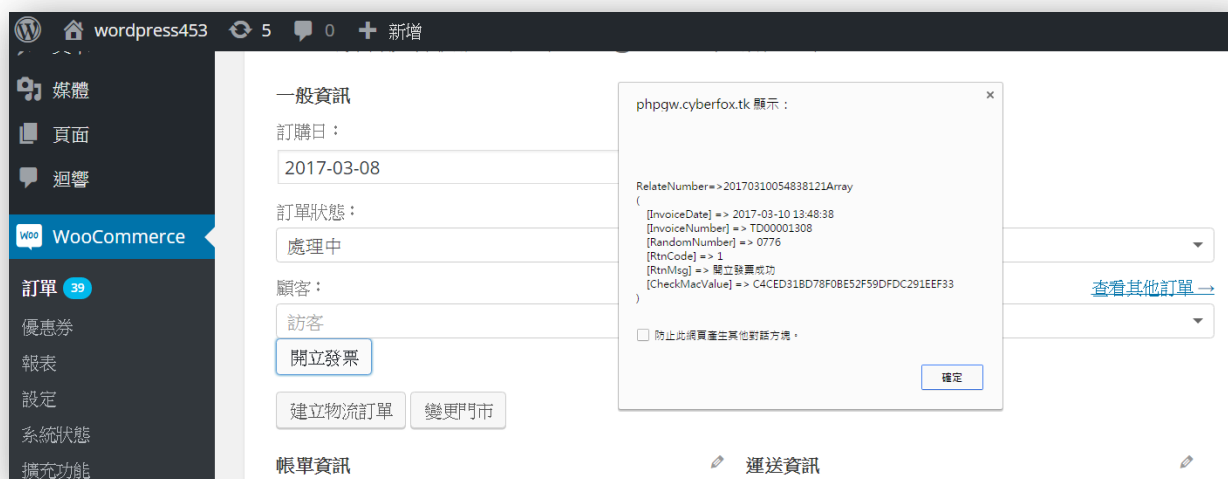 wordpress453 5 0 新增
媒體
頁面
迴響
WooCommerce
訂單 39
優惠券
報表
設定
系統狀態
擴充功能
一般資訊
訂購日：
2017-03-08
訂單狀態：
處理中
顧客：
查看其他訂單 →
訪客
開立發票
建立物流訂單 變更門市
帳單資訊
運送資訊
phpgw.cyberfox.tk 顯示：
×
RelateNumber=>20170310054838121Array
(
[InvoiceDate] => 2017-03-10 13:48:38
[InvoiceNumber] => TD00001308
[RandomNumber] => 0776
[RtnCode] => 1
[RtnMsg] => 開立發票成功
[CheckMacValue] => C4CED31BD78F0BE52F59DFDC291EEF33
)
防止此網頁產生其他對話方塊。
確定